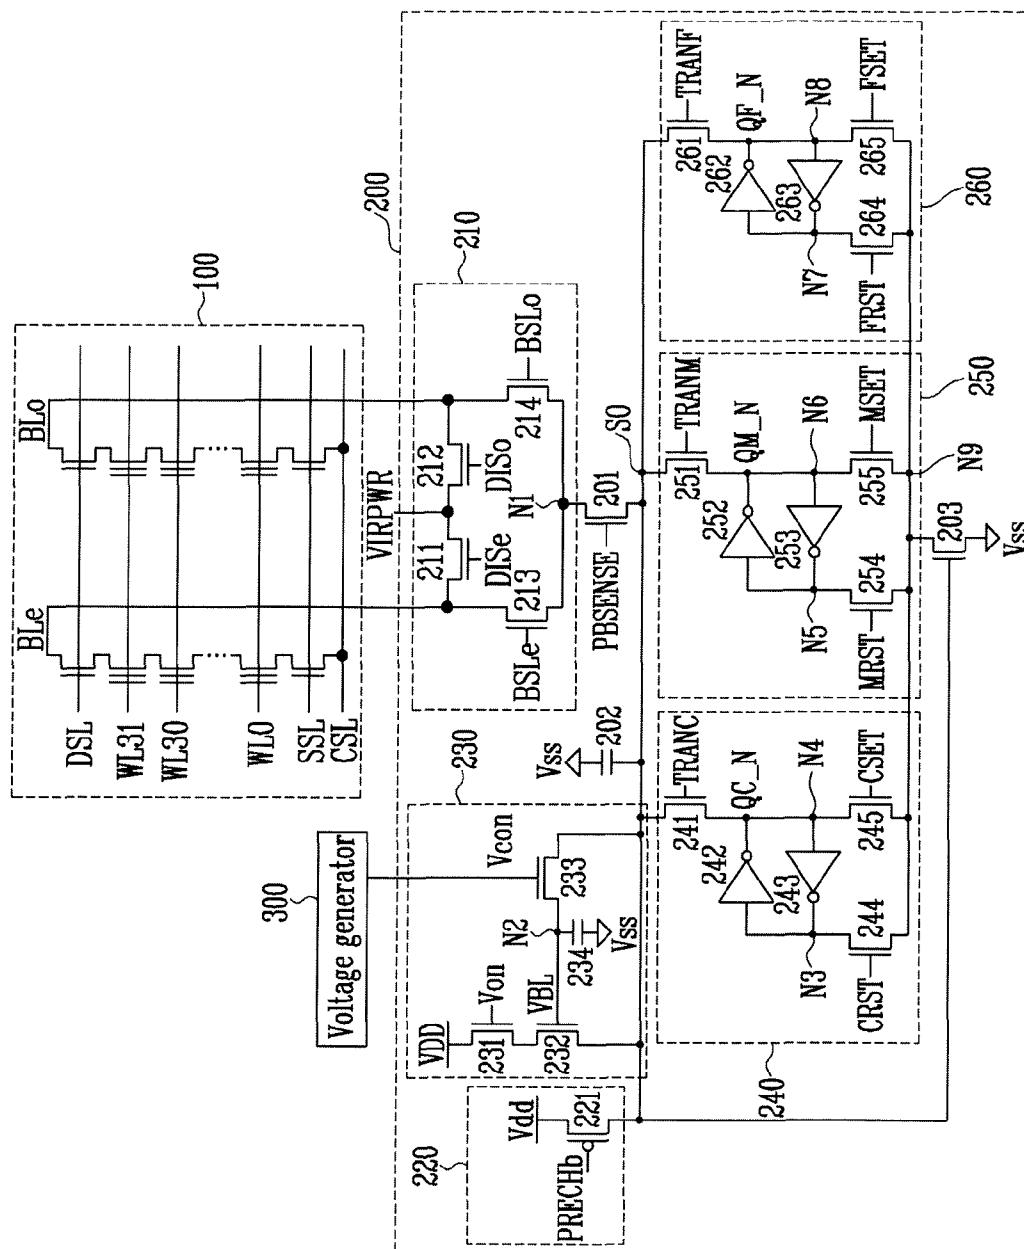 100
BLe
BLo
DSL
WL31
WL30
WL0
SSL
CSL
300
Voltage generator
200
VIRPWR
210
211
212
DISe
DISo
213
214
BSLe
BSLo
N1
PBSENSE
201
SO
220
Vdd
221
PRECHb
230
VDD
Von
231
VBL
232
N2
234
Vss
Vcon
233
Vss
202
240
TRANC
241
QC_N
242
243
N3
N4
244
245
CRST
CSET
250
TRANM
251
QM_N
252
253
N5
N6
254
255
MRST
MSET
N9
203
Vss
260
TRANF
261
QF_N
262
263
N7
N8
264
265
FRST
FSET